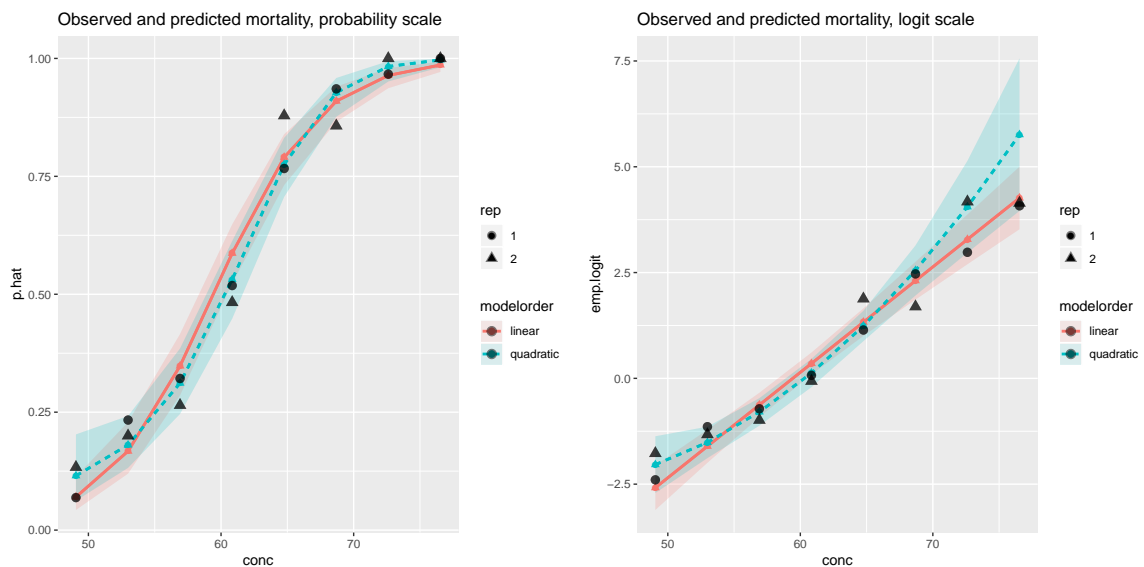 Observed and predicted mortality, probability scale
1.00
0.75
0.50
0.25
0.00
p.hat
50
60
70
conc
rep
1
2
modelorder
linear
quadratic
Observed and predicted mortality, logit scale
7.5
5.0
2.5
0.0
−2.5
emp.logit
50
60
70
conc
rep
1
2
modelorder
linear
quadratic